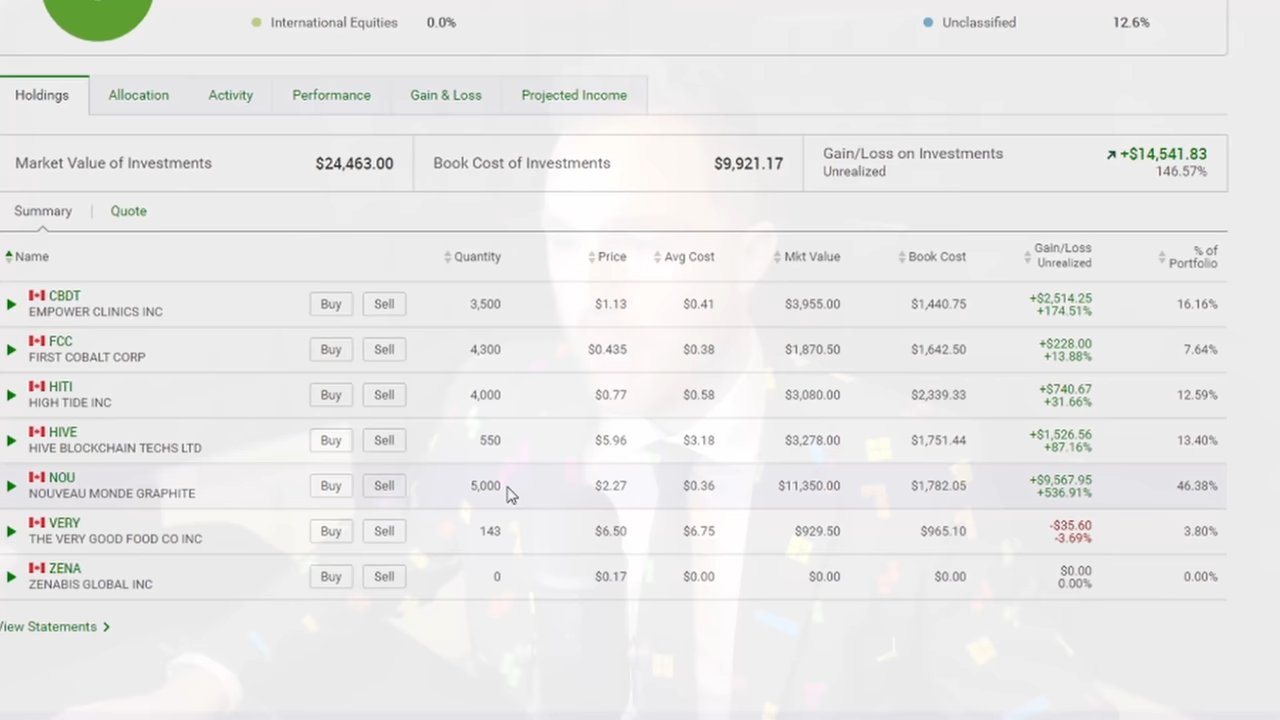 International Equities 0.0% Unclassified 12.6%
Holdings Allocation Activity Performance Gain & Loss Projected Income
Market Value of Investments $24,463.00 Book Cost of Investments $9,921.17 Gain/Loss on Investments +$14,541.83
Unrealized 146.57%
Summary | Quote
Name Quantity Price Avg Cost Mkt Value Book Cost Gain/Loss Unrealized % of Portfolio
CBDT Buy Sell 3,500 $1.13 $0.41 $3,955.00 $1,440.75 +$2,514.25 16.16%
EMPOWER CLINICS INC +174.51%
FCC Buy Sell 4,300 $0.435 $0.38 $1,870.50 $1,642.50 +$228.00 7.64%
FIRST COBALT CORP +13.88%
HITI Buy Sell 4,000 $0.77 $0.58 $3,080.00 $2,339.33 +$740.67 12.59%
HIGH TIDE INC +31.66%
HIVE Buy Sell 550 $5.96 $3.18 $3,278.00 $1,751.44 +$1,526.56 13.40%
HIVE BLOCKCHAIN TECHS LTD +87.16%
NOU Buy Sell 5,000 $2.27 $0.36 $11,350.00 $1,782.05 +$9,567.95 46.38%
NOUVEAU MONDE GRAPHITE +536.91%
VERY Buy Sell 143 $6.50 $6.75 $929.50 $965.10 -$35.60 3.80%
THE VERY GOOD FOOD CO INC -3.69%
ZENA Buy Sell 0 $0.17 $0.00 $0.00 $0.00 $0.00 0.00%
ZENABIS GLOBAL INC 0.00%
View Statements